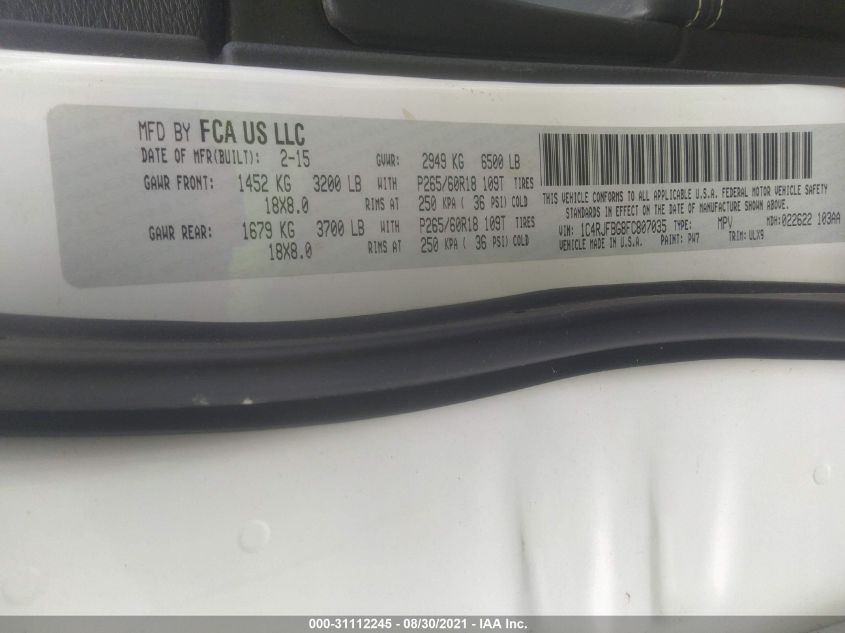 MFD BY FCA US LLC
DATE OF MFR(BUILT): 2-15 GVWR: 2949 KG 6500 LB
GAWR FRONT: 1452 KG 3200 LB WITH P265/60R18 109T TIRES
18X8.0 RIMS AT 250 KPA ( 36 PSI) COLD
GAWR REAR: 1679 KG 3700 LB WITH P265/60R18 109T TIRES
18X8.0 RIMS AT 250 KPA ( 36 PSI) COLD
THIS VEHICLE CONFORMS TO ALL APPLICABLE U.S.A. FEDERAL MOTOR VEHICLE SAFETY
STANDARDS IN EFFECT ON THE DATE OF MANUFACTURE SHOWN ABOVE.
VIN: 1C4RJFBG8FC807035 TYPE: MPV MDH: 022622 103AA
VEHICLE MADE IN U.S.A. PAINT: PW7 TRIM: ULX9
000-31112245 - 08/30/2021 - IAA Inc.